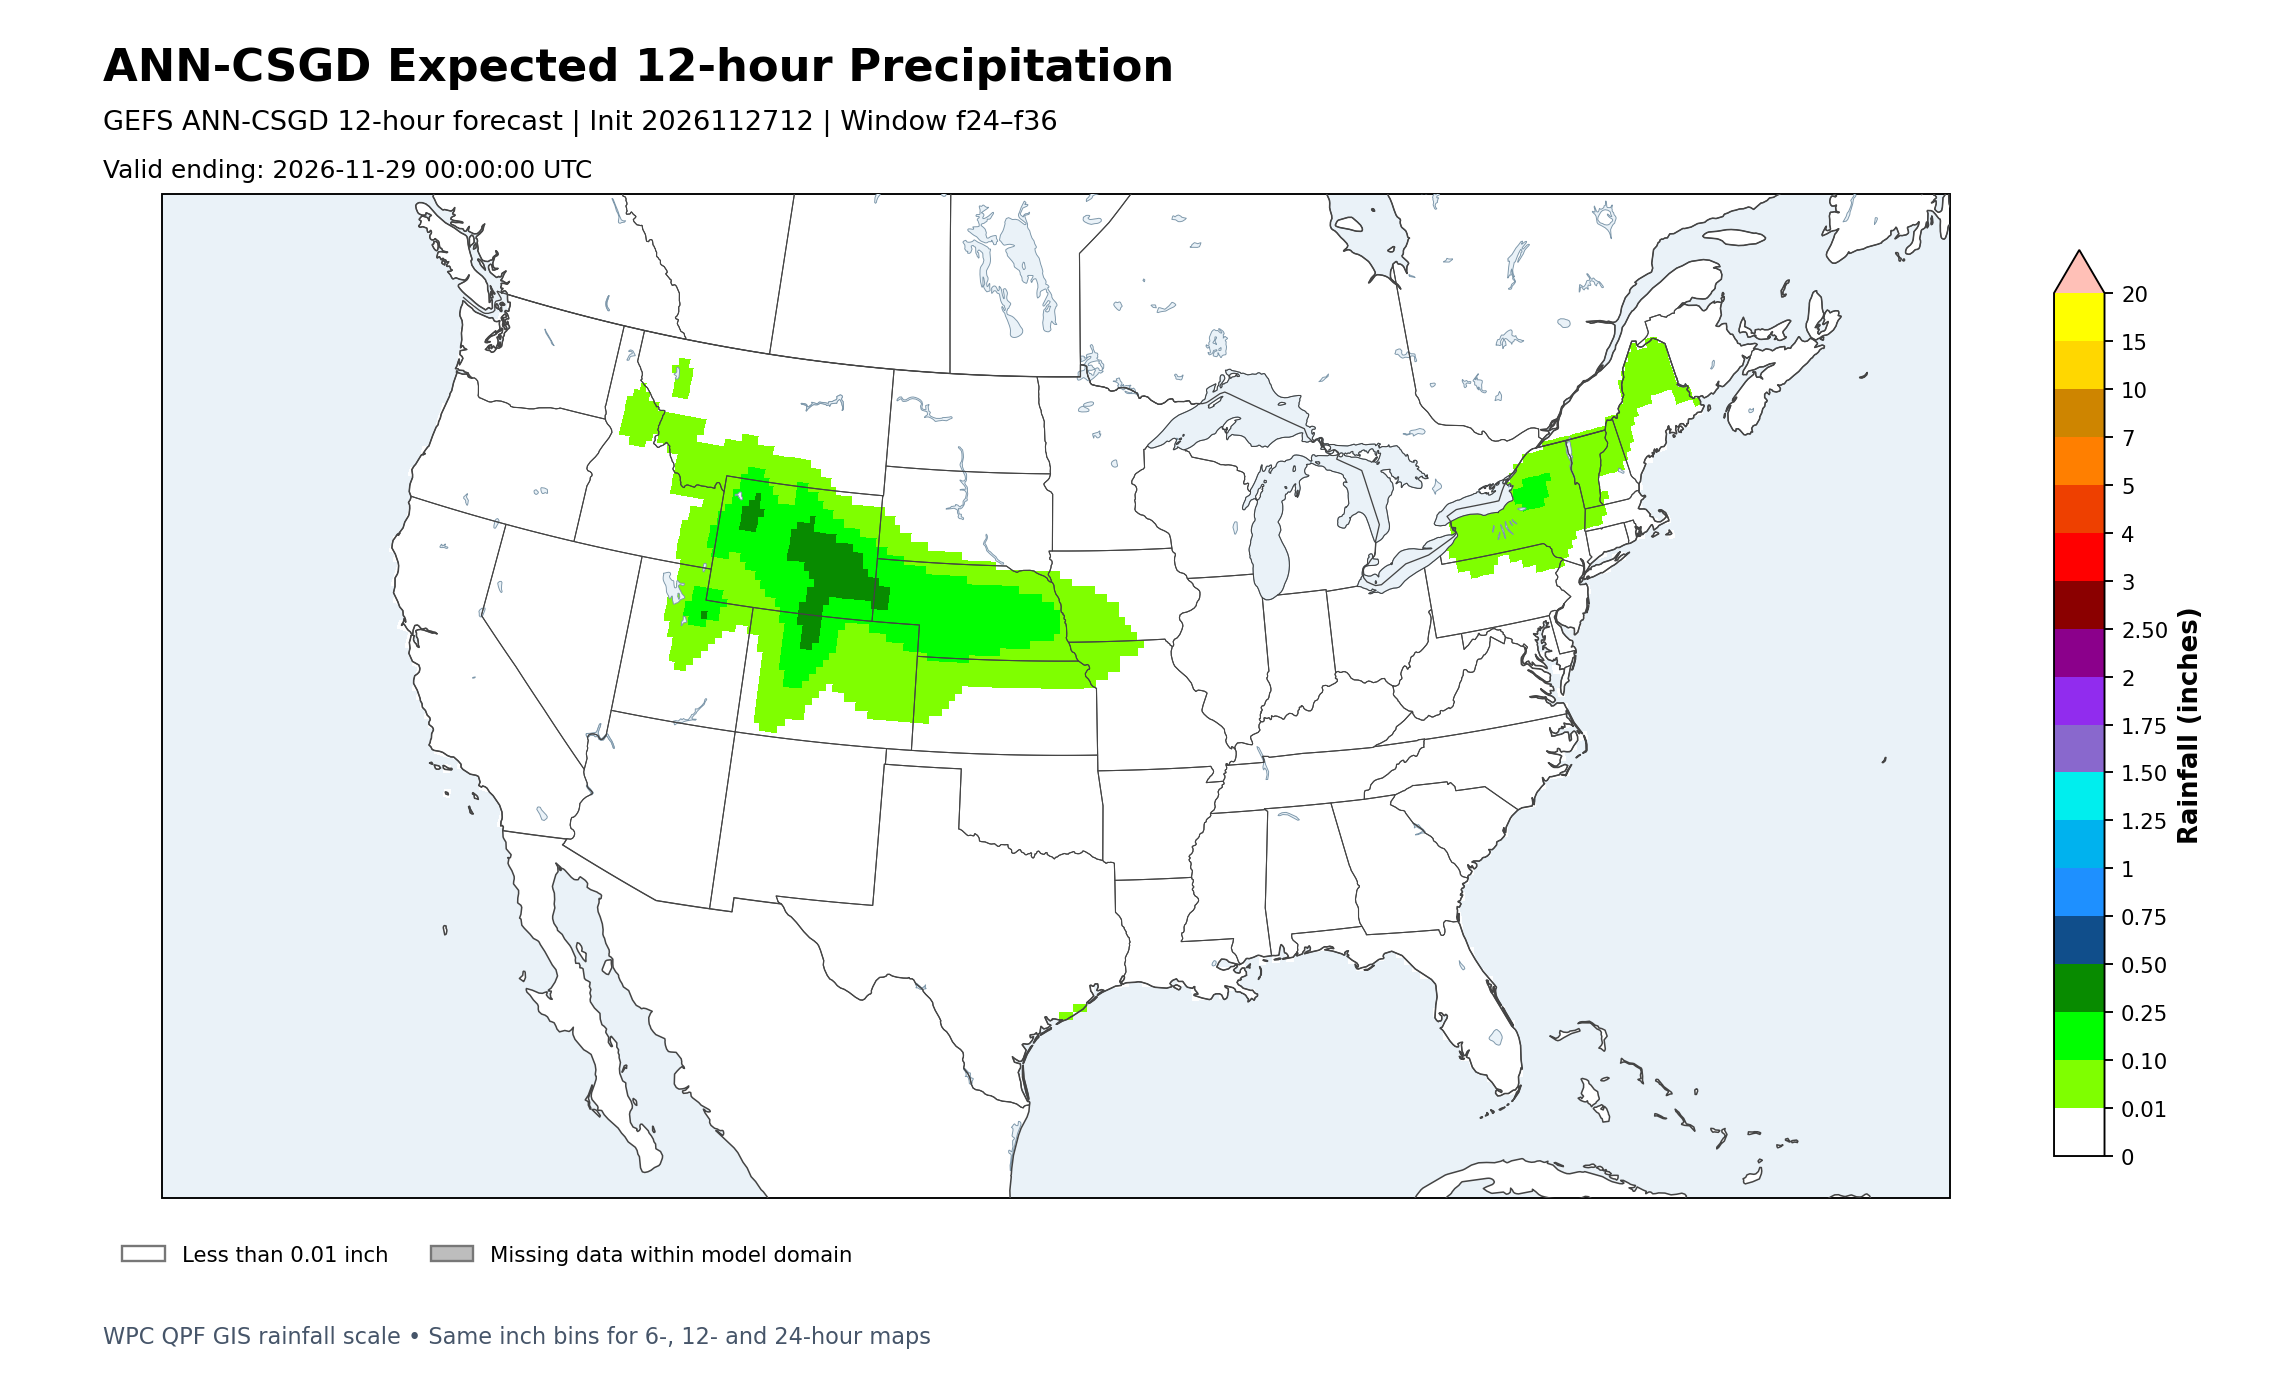 ANN-CSGD Expected 12-hour Precipitation
GEFS ANN-CSGD 12-hour forecast | Init 2026112712 | Window f24–f36
Valid ending: 2026-11-29 00:00:00 UTC
20
15
10
7
5
4
3
2.50
2
1.75
1.50
1.25
1
0.75
0.50
0.25
0.10
0.01
0
Rainfall (inches)
Less than 0.01 inch
Missing data within model domain
WPC QPF GIS rainfall scale • Same inch bins for 6-, 12- and 24-hour maps